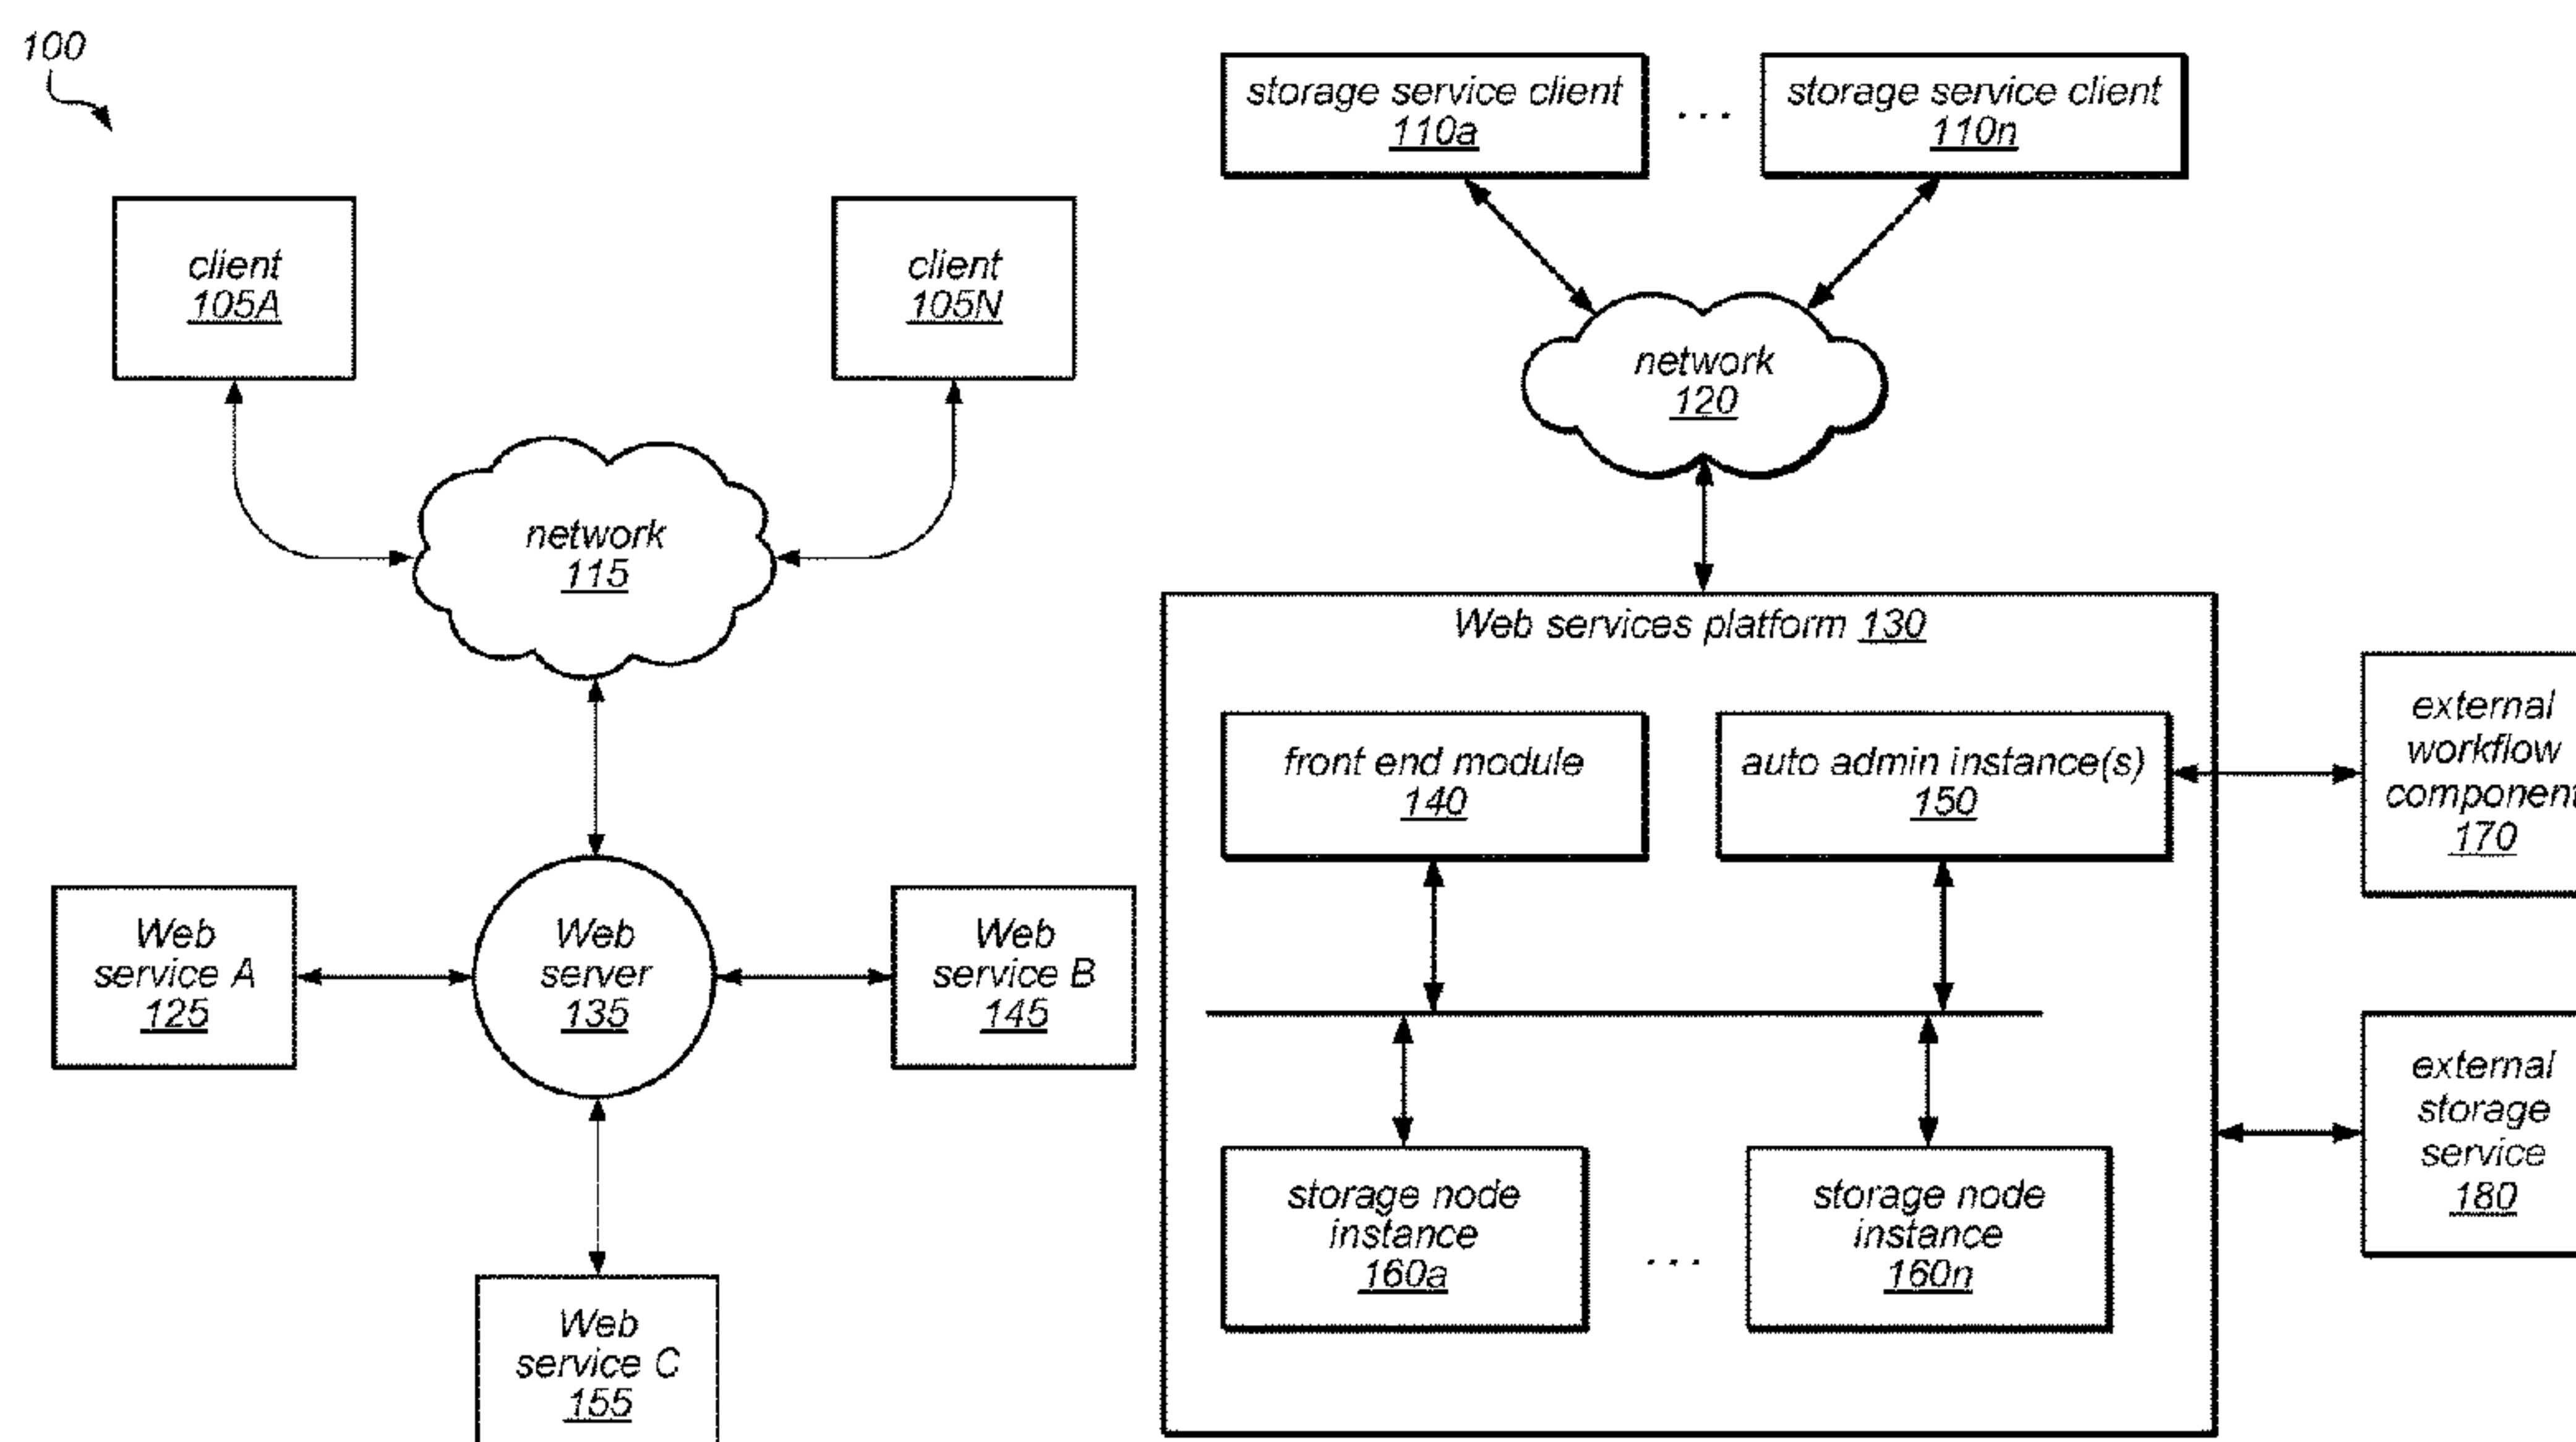 100
client
105A
client
105N
network
115
Web
service A
125
Web
server
135
Web
service B
145
Web
service C
155
storage service client
110a
...
storage service client
110n
network
120
Web services platform 130
front end module
140
auto admin instance(s)
150
storage node
instance
160a
...
storage node
instance
160n
external
workflow
component
170
external
storage
service
180